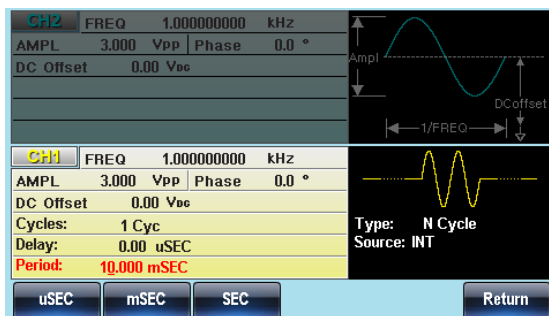 CH2 FREQ 1.000000000 kHz
AMPL 3.000 VPP Phase 0.0 °
DC Offset 0.00 VDC
Ampl
DCoffset
1/FREQ
CH1 FREQ 1.000000000 kHz
AMPL 3.000 VPP Phase 0.0 °
DC Offset 0.00 VDC
Cycles: 1 Cyc
Delay: 0.00 uSEC
Period: 10.000 mSEC
Type: N Cycle
Source: INT
uSEC mSEC SEC Return